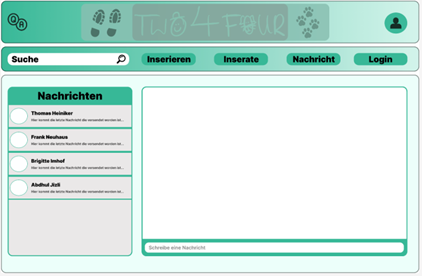 Q R
TWO 4 FOUR
Suche
Inserieren
Inserate
Nachricht
Login
Nachrichten
Thomas Heiniker
Hier kommt die letzte Nachricht die versendet worden ist...
Frank Neuhaus
Hier kommt die letzte Nachricht die versendet worden ist...
Brigitte Imhof
Hier kommt die letzte Nachricht die versendet worden ist...
Abdhul Jizli
Hier kommt die letzte Nachricht die versendet worden ist...
Schreibe eine Nachricht